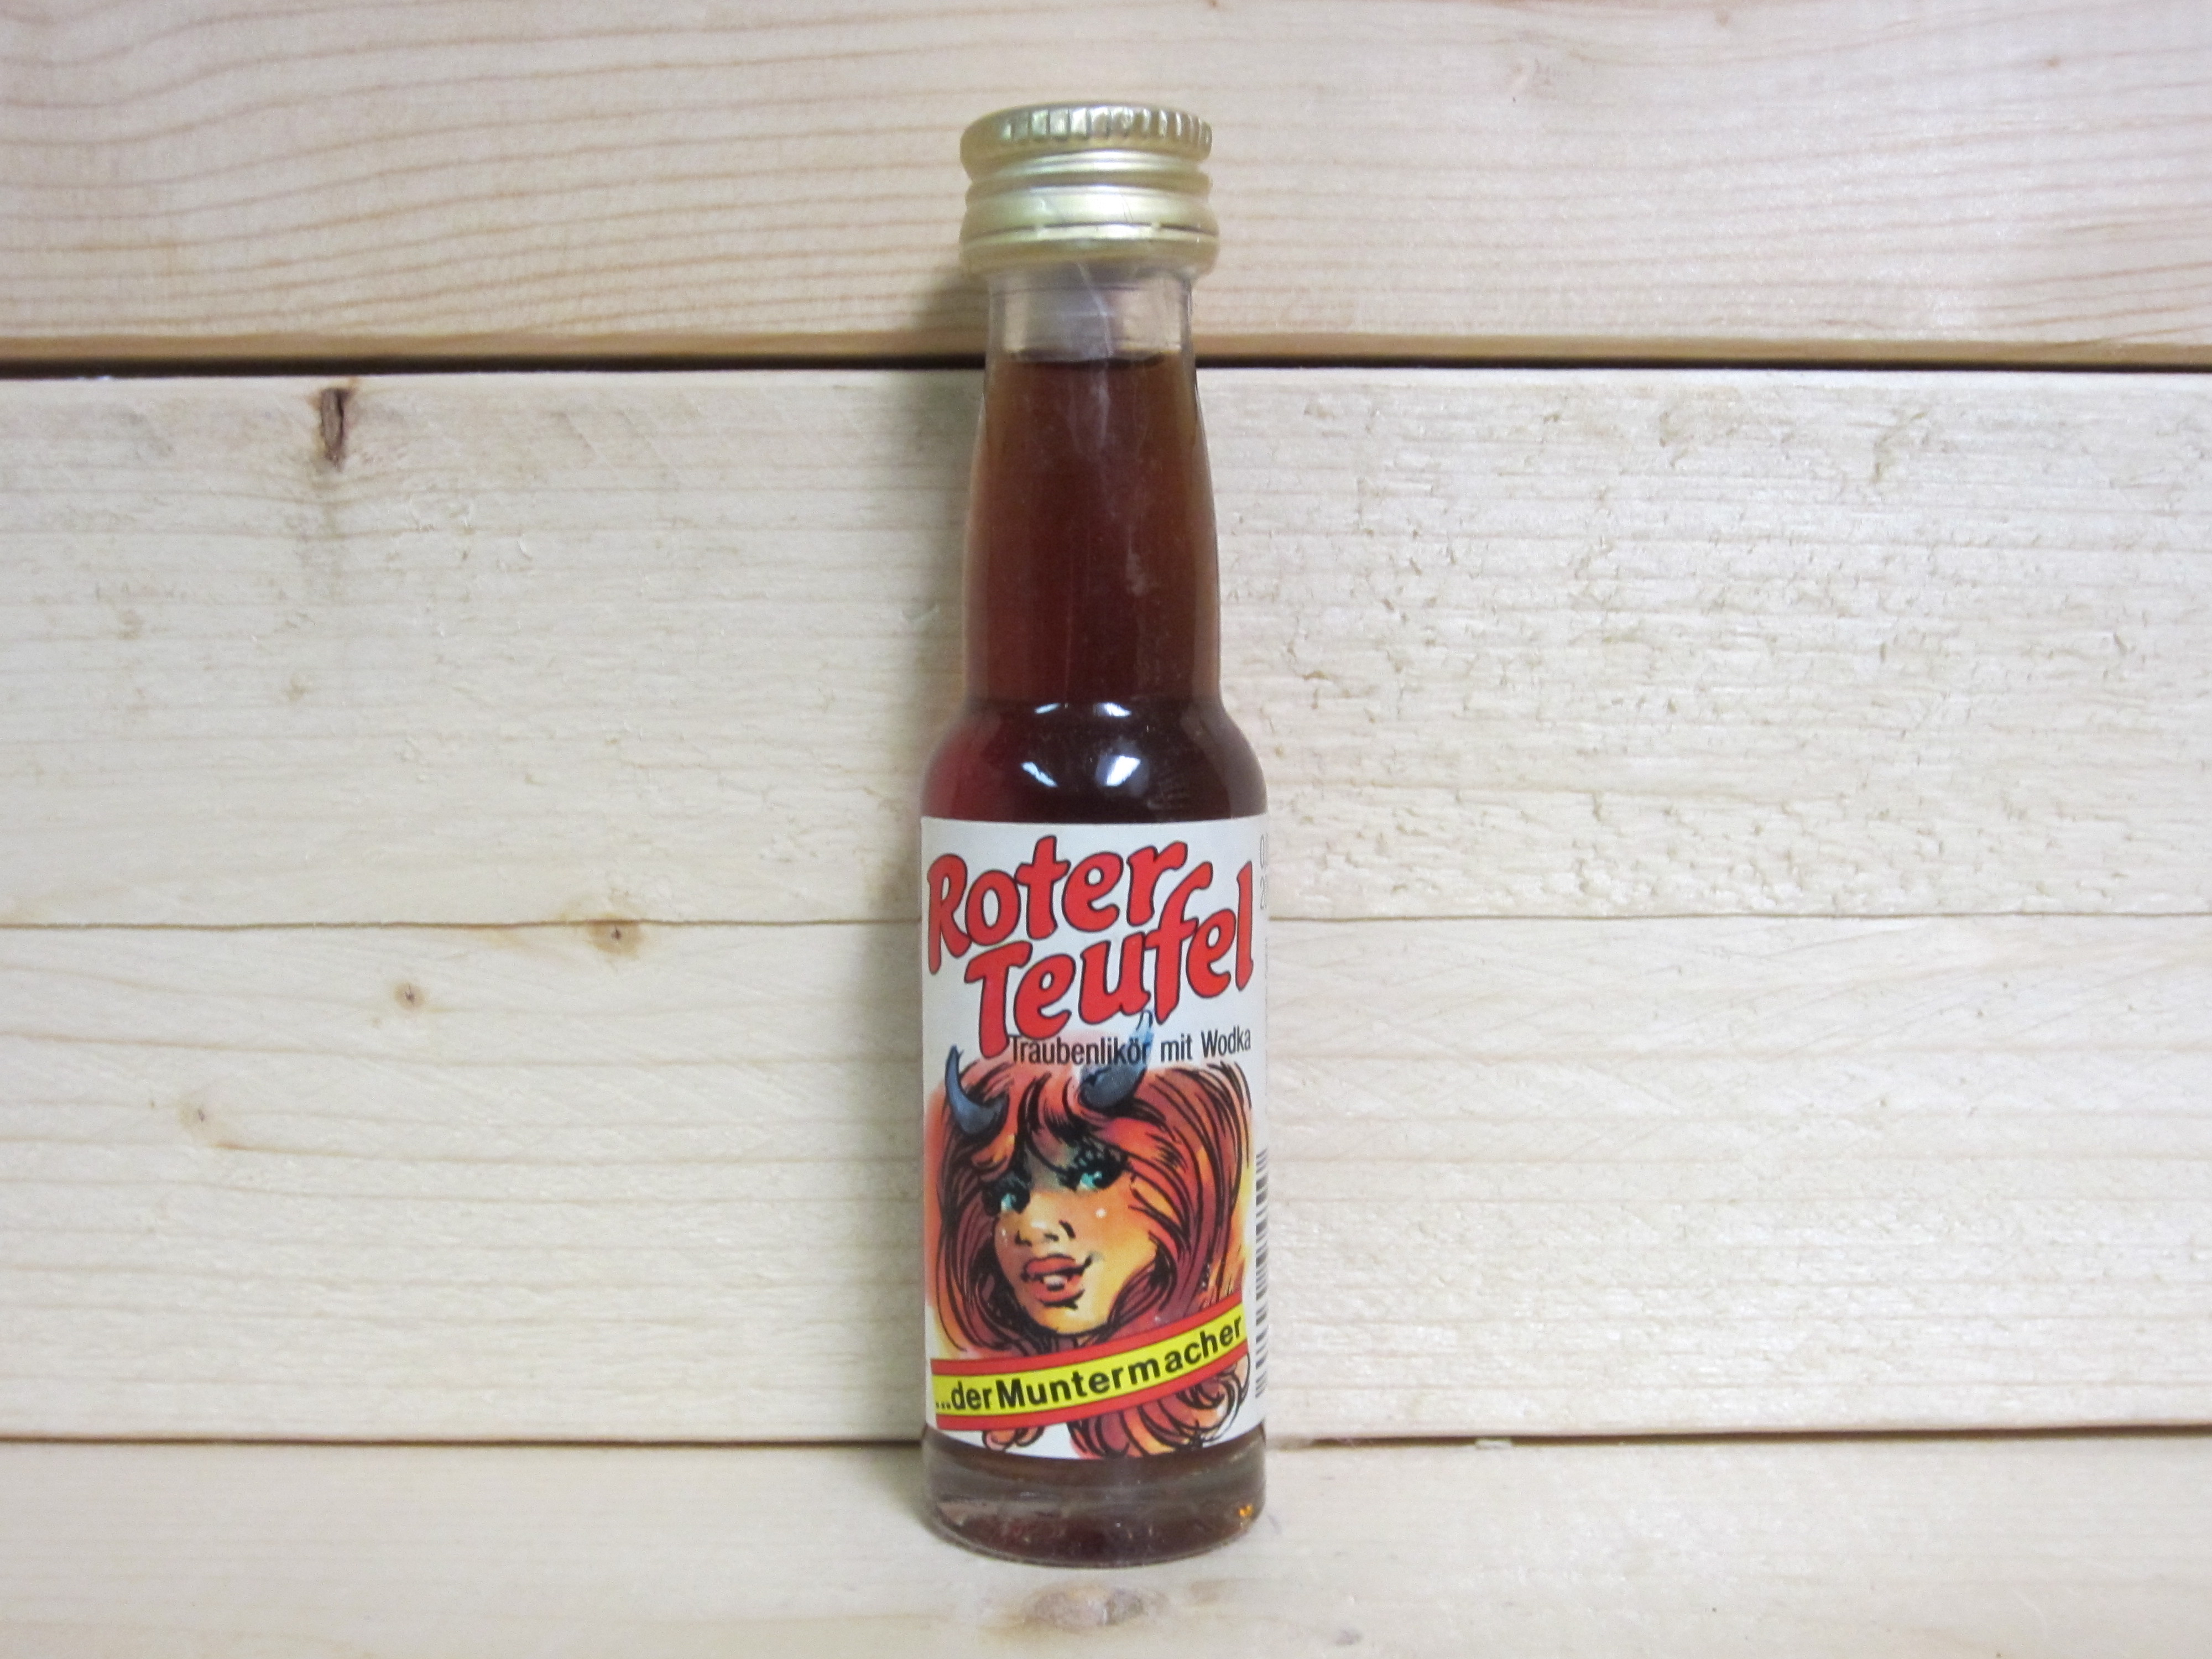 Roter
Teufel
Traubenlikör mit Wodka
...der Muntermacher